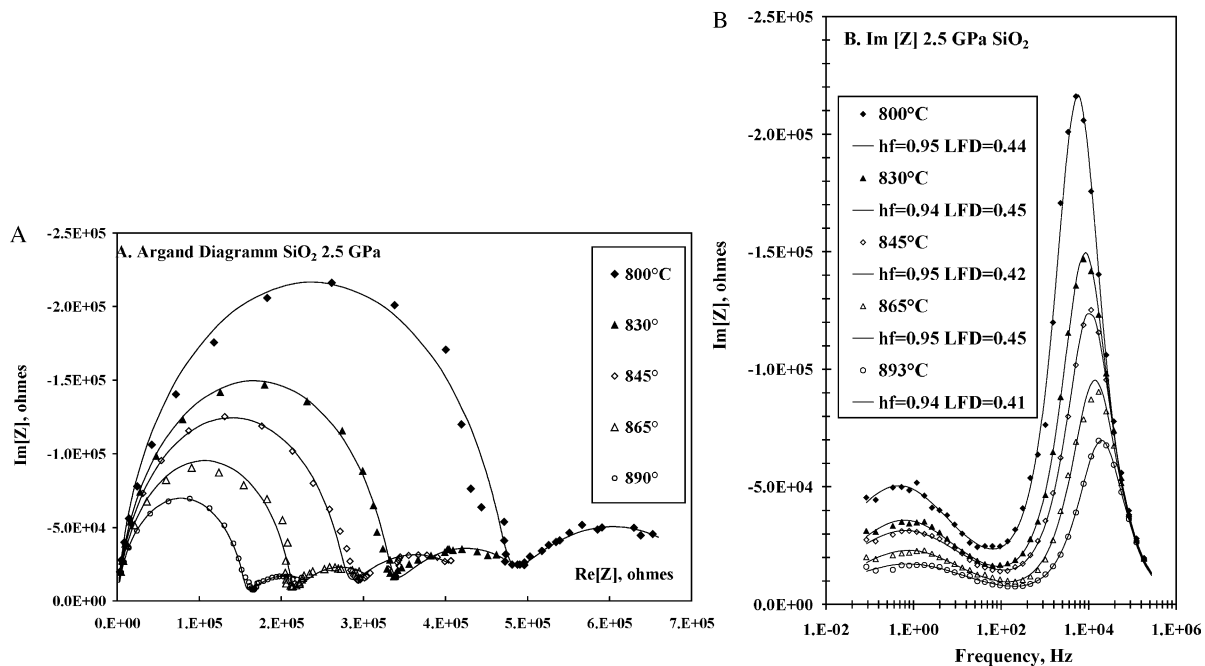 A
A. Argand Diagramm SiO₂ 2.5 GPa
-2.5E+05
-2.0E+05
-1.5E+05
-1.0E+05
-5.0E+04
0.0E+00
Im[Z], ohmes
800°C
830°
845°
865°
890°
Re[Z], ohmes
0.E+00 1.E+05 2.E+05 3.E+05 4.E+05 5.E+05 6.E+05 7.E+05
B
B. Im [Z] 2.5 GPa SiO₂
-2.5E+05
-2.0E+05
-1.5E+05
-1.0E+05
-5.0E+04
0.0E+00
Im[Z], ohmes
800°C
hf=0.95 LFD=0.44
830°C
hf=0.94 LFD=0.45
845°C
hf=0.95 LFD=0.42
865°C
hf=0.95 LFD=0.45
893°C
hf=0.94 LFD=0.41
1.E-02 1.E+00 1.E+02 1.E+04 1.E+06
Frequency, Hz